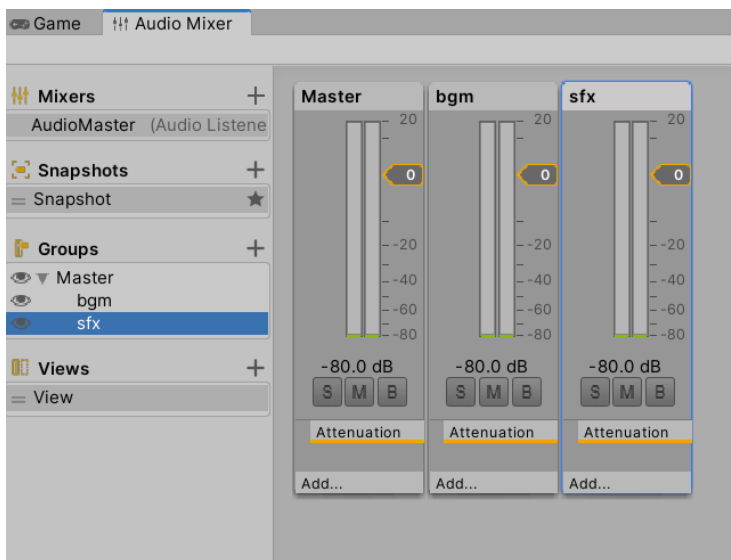 Game
Audio Mixer
Mixers
AudioMaster (Audio Listene
Snapshots
Snapshot
Groups
Master
bgm
sfx
Views
View
Master
20
0
-20
-40
-60
-80
-80.0 dB
S M B
Attenuation
Add...
bgm
20
0
-20
-40
-60
-80
-80.0 dB
S M B
Attenuation
Add...
sfx
20
0
-20
-40
-60
-80
-80.0 dB
S M B
Attenuation
Add...